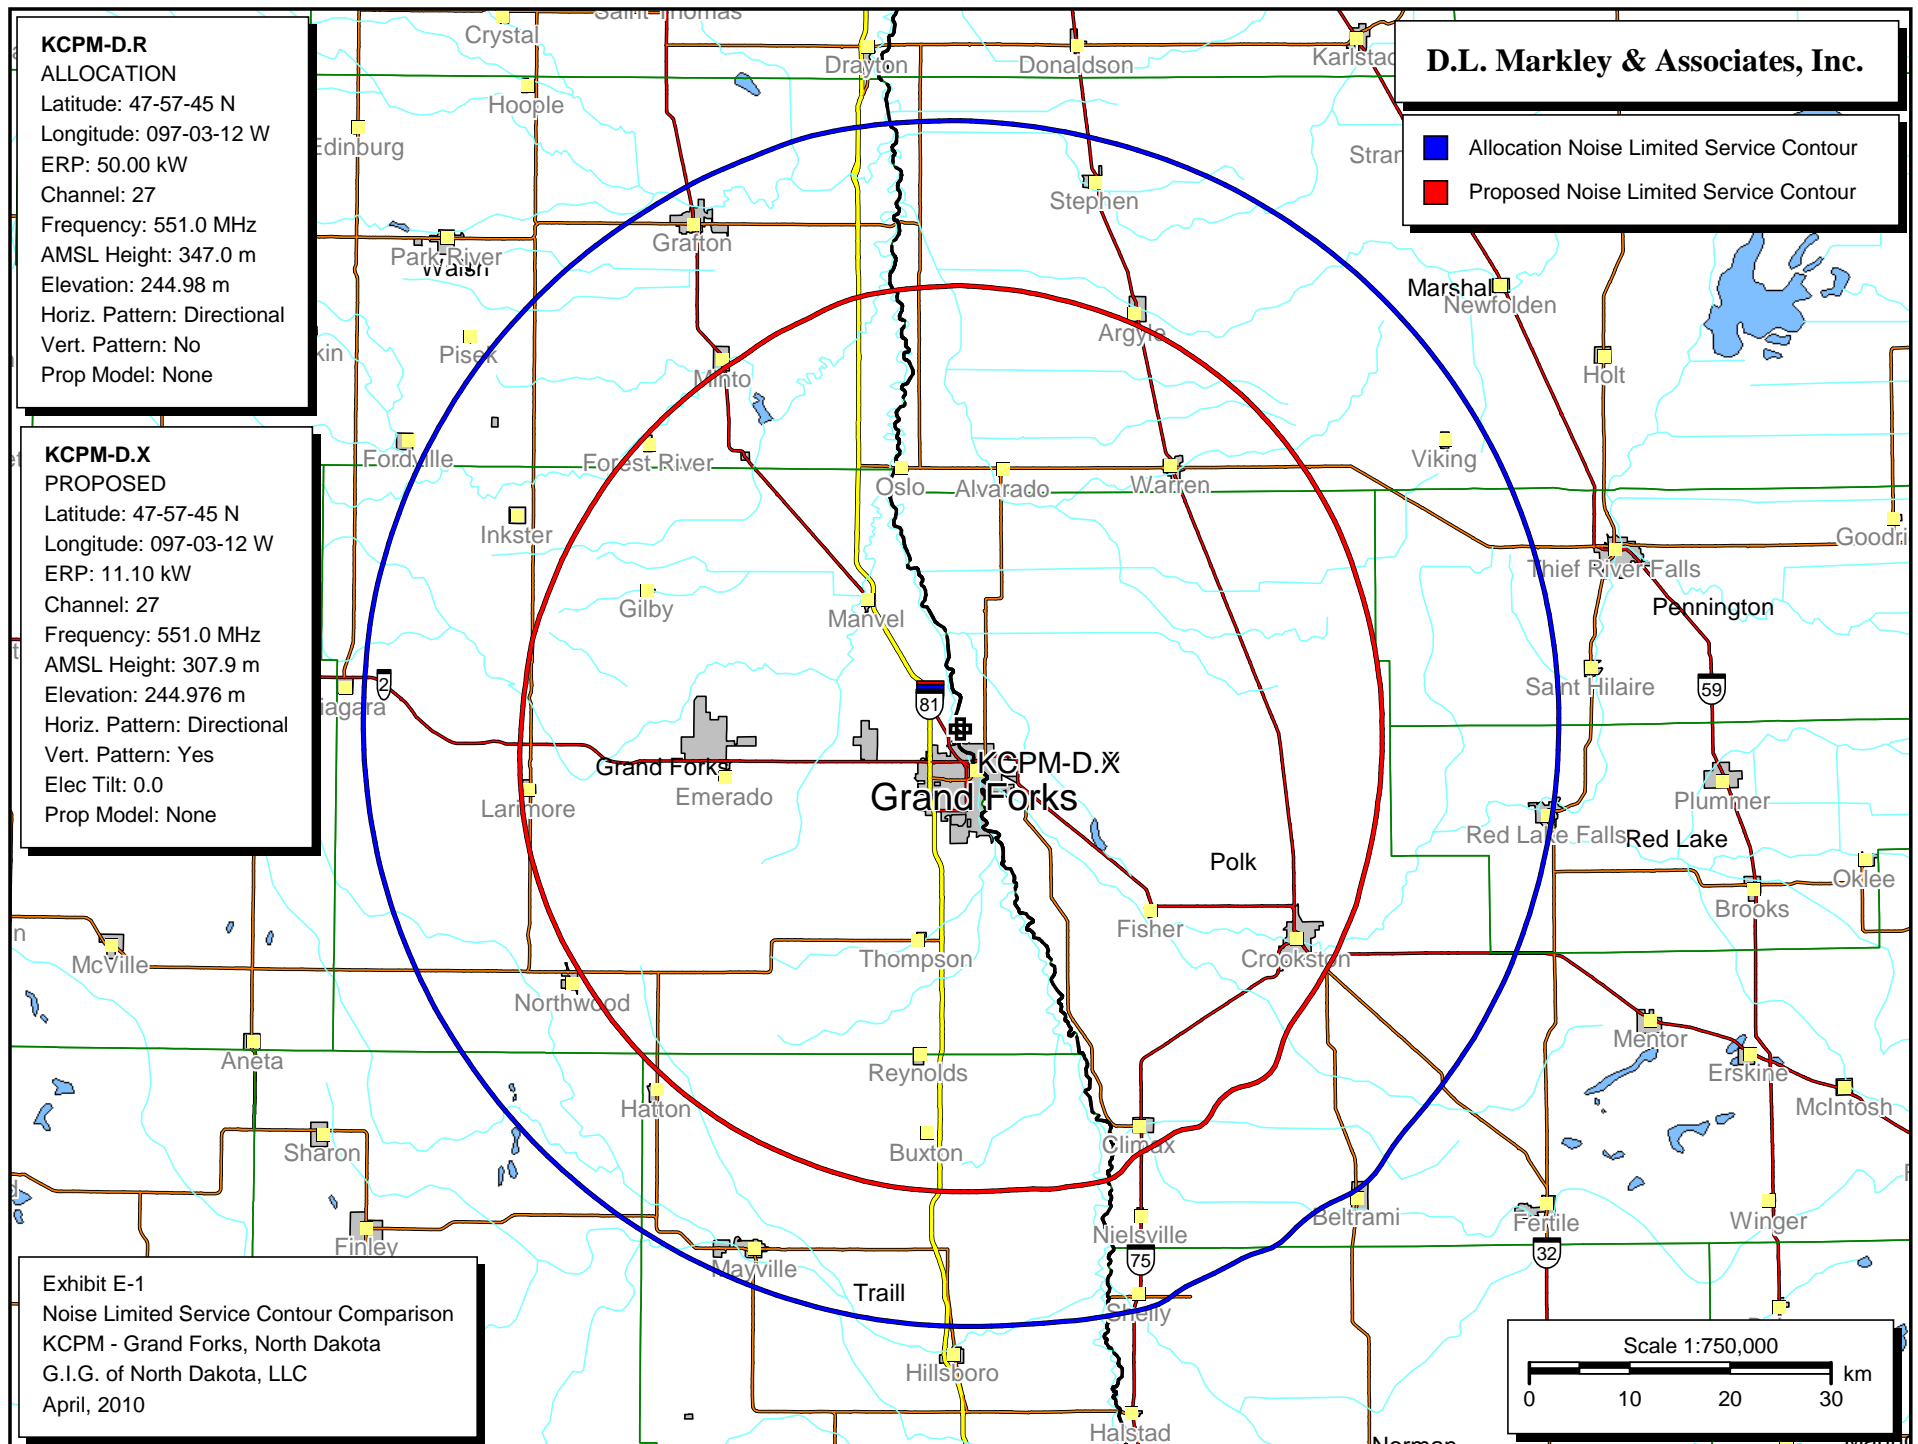 KCPM-D.R
ALLOCATION
Latitude: 47-57-45 N
Longitude: 097-03-12 W
ERP: 50.00 kW
Channel: 27
Frequency: 551.0 MHz
AMSL Height: 347.0 m
Elevation: 244.98 m
Horiz. Pattern: Directional
Vert. Pattern: No
Prop Model: None
KCPM-D.X
PROPOSED
Latitude: 47-57-45 N
Longitude: 097-03-12 W
ERP: 11.10 kW
Channel: 27
Frequency: 551.0 MHz
AMSL Height: 307.9 m
Elevation: 244.976 m
Horiz. Pattern: Directional
Vert. Pattern: Yes
Elec Tilt: 0.0
Prop Model: None
D.L. Markley & Associates, Inc.
Allocation Noise Limited Service Contour
Proposed Noise Limited Service Contour
Saint Thomas
Crystal
Drayton
Donaldson
Karlstad
Hoople
Edinburg
Stephen
Grafton
Park River
Walsh
Marshal
Newfolden
Argyle
Pisek
Minto
Holt
Fordville
Forest River
Oslo
Alvarado
Warren
Viking
Inkster
Thief River Falls
Goodri
Gilby
Manvel
Pennington
Saint Hilaire
2
81
59
iagara
KCPM-D.X
Grand Forks
Emerado
Grand Forks
Larimore
Plummer
Red Lake Falls
Red Lake
Polk
Oklee
Brooks
Fisher
Crookston
McVille
Thompson
Northwood
Mentor
Aneta
Reynolds
Erskine
Hatton
McIntosh
Sharon
Buxton
Climax
Beltrami
Fertile
Winger
Finley
Nielsville
Mayville
75
32
Traill
Shelly
Hillsboro
Halstad
Norman
Exhibit E-1
Noise Limited Service Contour Comparison
KCPM - Grand Forks, North Dakota
G.I.G. of North Dakota, LLC
April, 2010
Scale 1:750,000
km
0 10 20 30